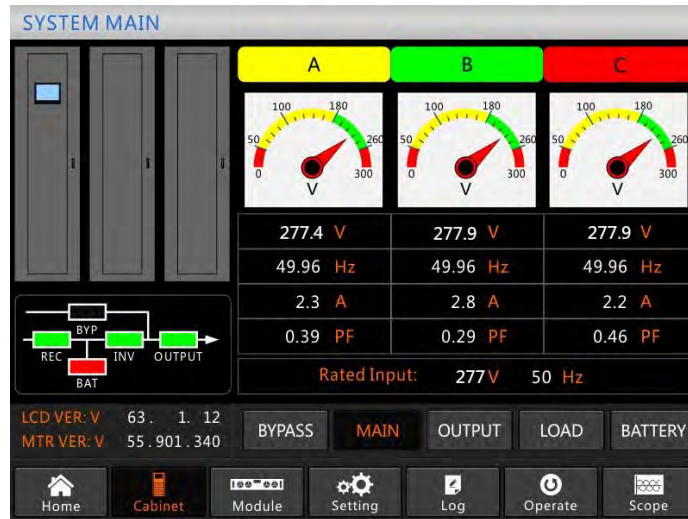 SYSTEM MAIN
A B C
100 180 100 180 100 180
50 260 50 260 50 260
0 300 0 300 0 300
V V V
277.4 V 277.9 V 277.9 V
49.96 Hz 49.96 Hz 49.96 Hz
2.3 A 2.8 A 2.2 A
0.39 PF 0.29 PF 0.46 PF
Rated Input: 277 V 50 Hz
BYP
REC INV OUTPUT
BAT
LCD VER: V 63. 1. 12
MTR VER: V 55.901.340
BYPASS MAIN OUTPUT LOAD BATTERY
Home Cabinet Module Setting Log Operate Scope